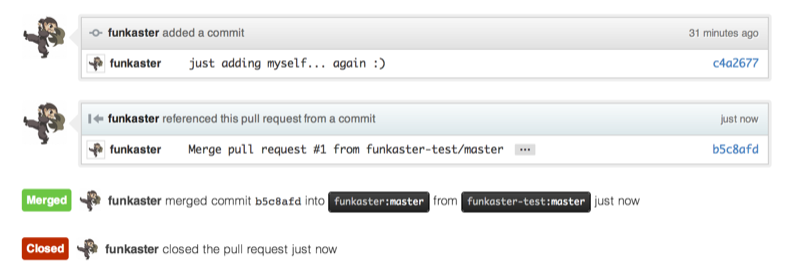 funkaster added a commit 31 minutes ago
funkaster just adding myself... again :) c4a2677
funkaster referenced this pull request from a commit just now
funkaster Merge pull request #1 from funkaster-test/master ... b5c8afd
Merged funkaster merged commit b5c8afd into funkaster:master from funkaster-test:master just now
Closed funkaster closed the pull request just now